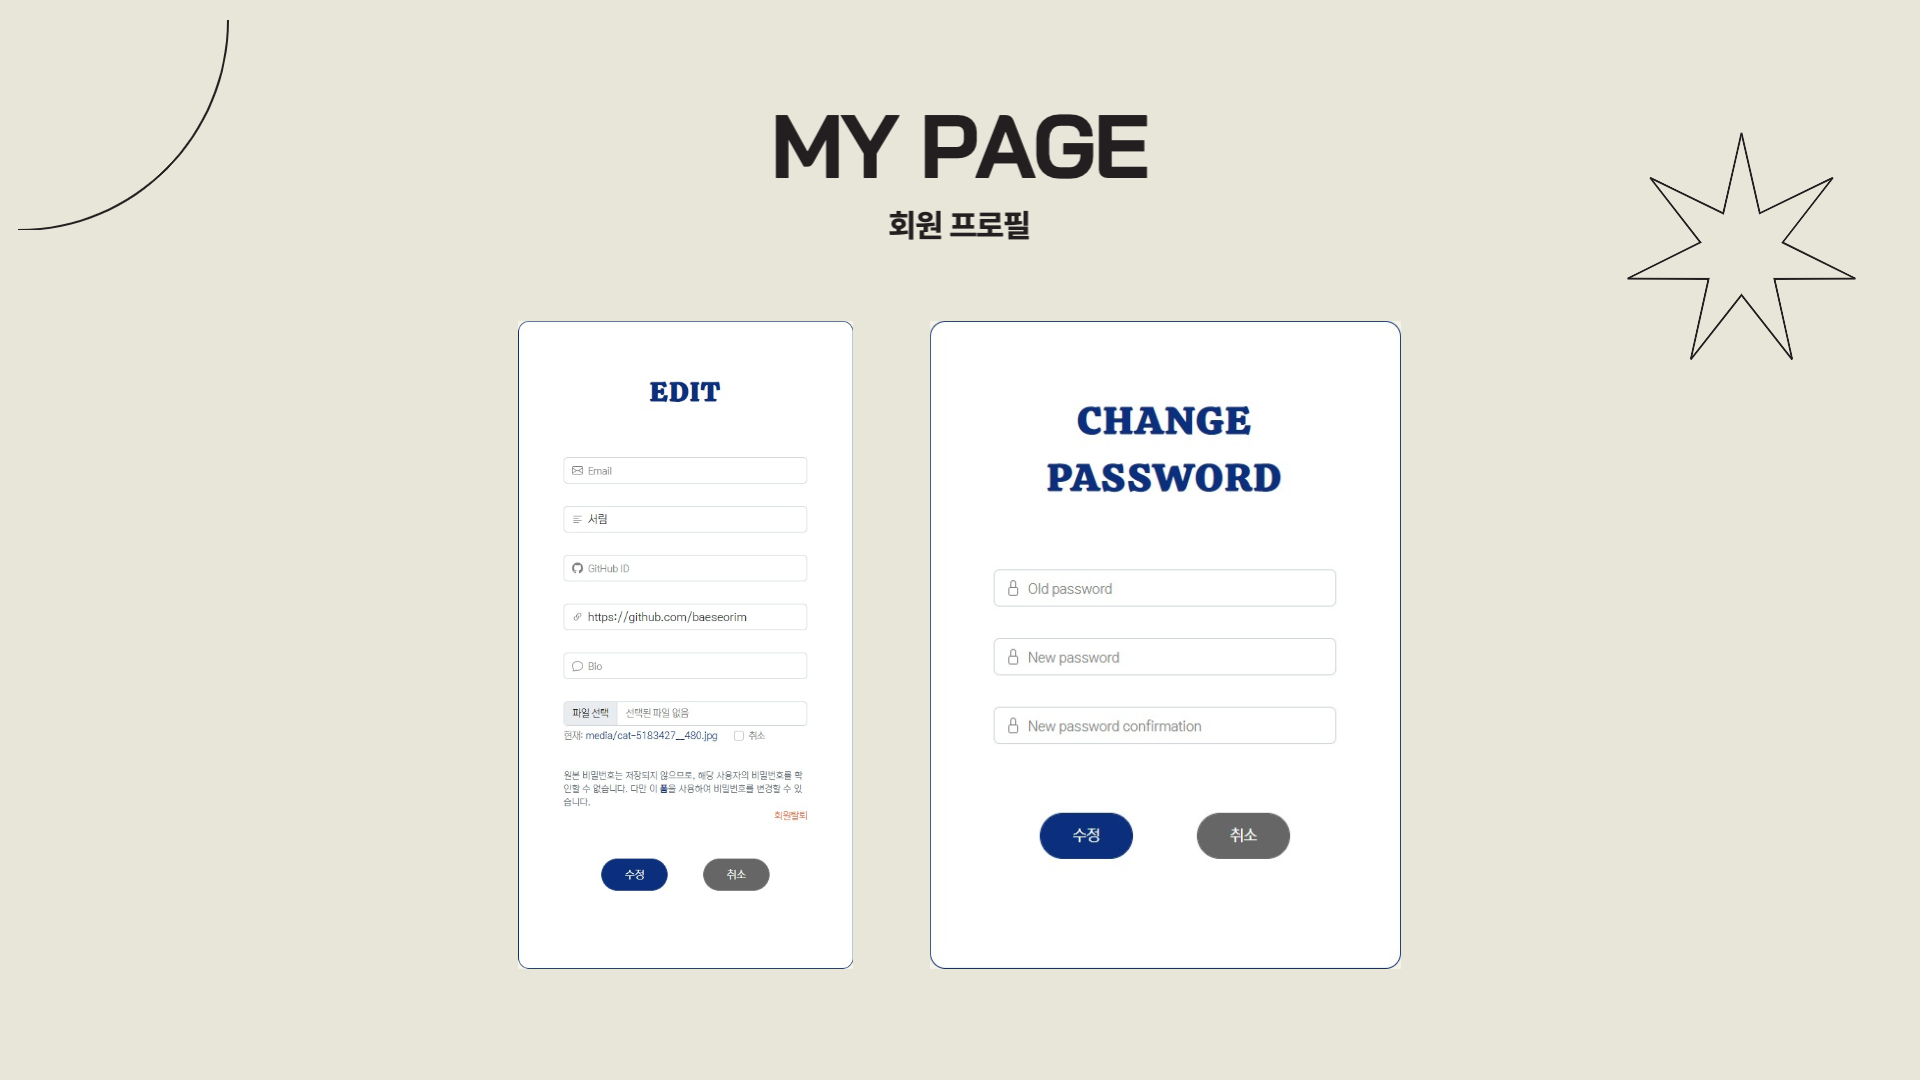 MY PAGE
회원 프로필
EDIT
Email
서림
GitHub ID
https://github.com/baeseorim
Bio
파일 선택 선택된 파일 없음
현재: media/cat-5183427__480.jpg 취소
원본 비밀번호는 저장되지 않으므로, 해당 사용자의 비밀번호를 확
인할 수 없습니다. 다만 이 폼을 사용하여 비밀번호를 변경할 수 있
습니다.
회원탈퇴
수정 취소
CHANGE
PASSWORD
Old password
New password
New password confirmation
수정 취소